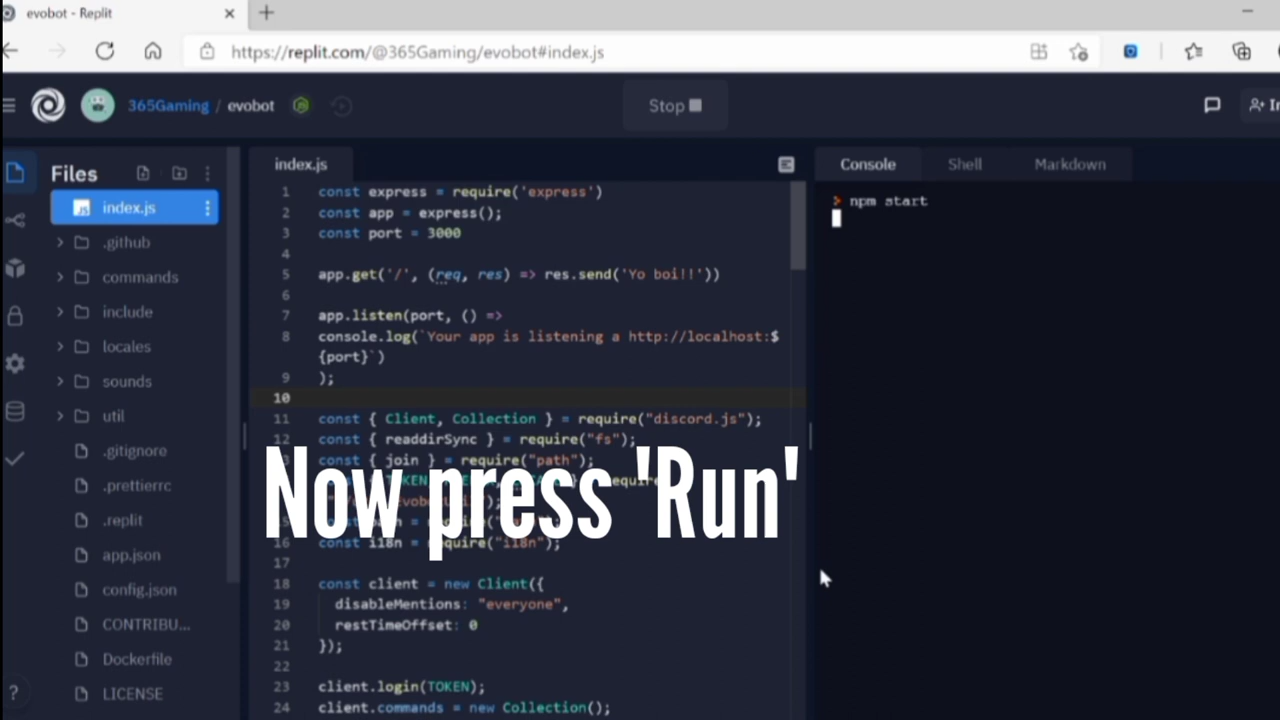 evobot - Replit
https://replit.com/@365Gaming/evobot#index.js
365Gaming / evobot
Stop
Files
index.js
.github
commands
include
locales
sounds
util
.gitignore
.prettierrc
.replit
app.json
config.json
CONTRIBU...
Dockerfile
LICENSE
index.js
1 const express = require('express')
2 const app = express();
3 const port = 3000
4
5 app.get('/', (req, res) => res.send('Yo boi!!'))
6
7 app.listen(port, () =>
8 console.log(`Your app is listening a http://localhost:$
{port}`)
9 );
10
11 const { Client, Collection } = require("discord.js");
12 const { readdirSync } = require("fs");
const { join } = require("path");
16 const i18n = require("i18n");
17
18 const client = new Client({
19 disableMentions: "everyone",
20 restTimeOffset: 0
21 });
22
23 client.login(TOKEN);
24 client.commands = new Collection();
Now press 'Run'
Console
Shell
Markdown
npm start